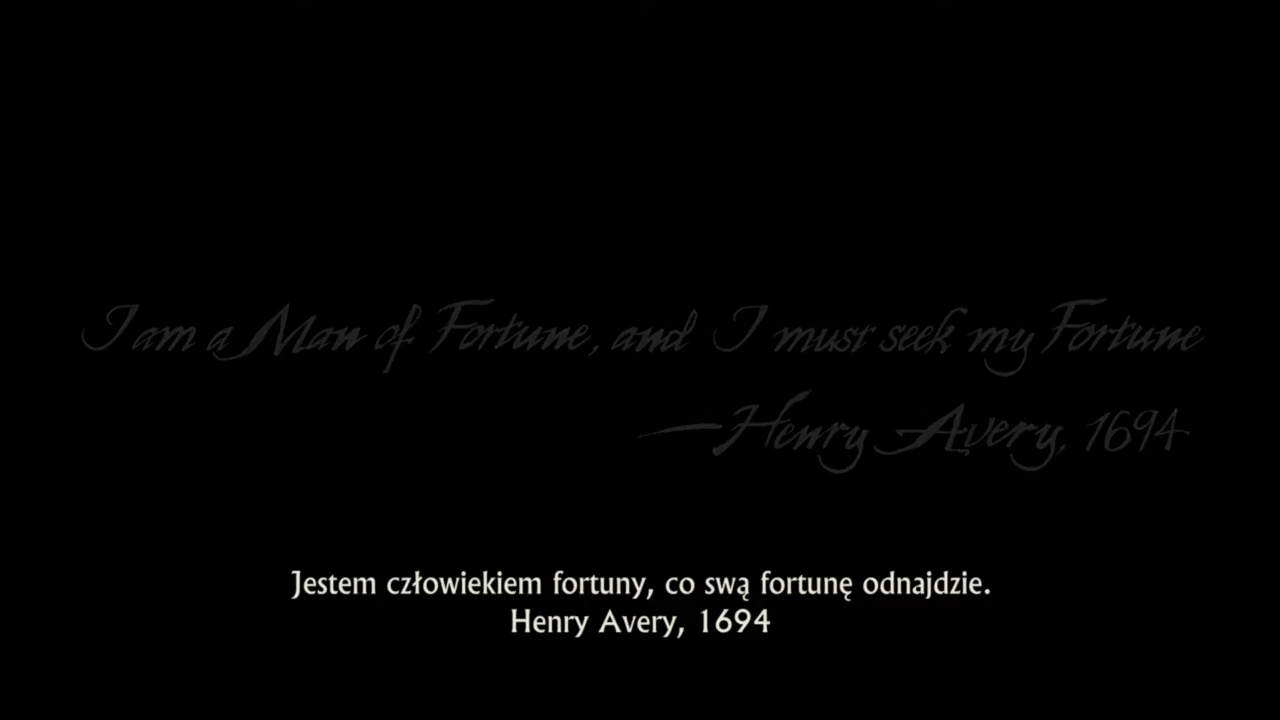 I am a Man of Fortune, and I must seek my Fortune
—Henry Avery, 1694
Jestem człowiekiem fortuny, co swą fortunę odnajdzie.
Henry Avery, 1694